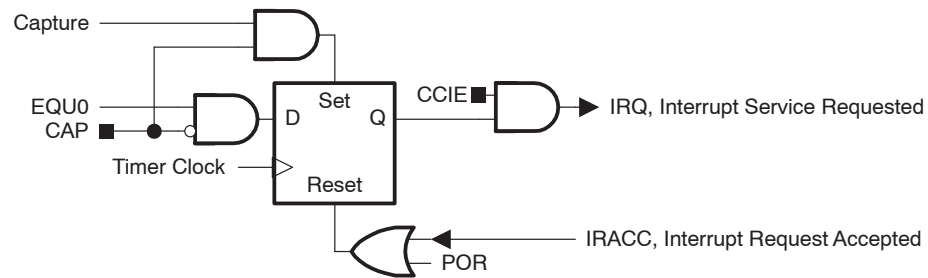 Capture
EQU0
CAP
Timer Clock
Set
D
Q
Reset
CCIE
IRQ, Interrupt Service Requested
IRACC, Interrupt Request Accepted
POR